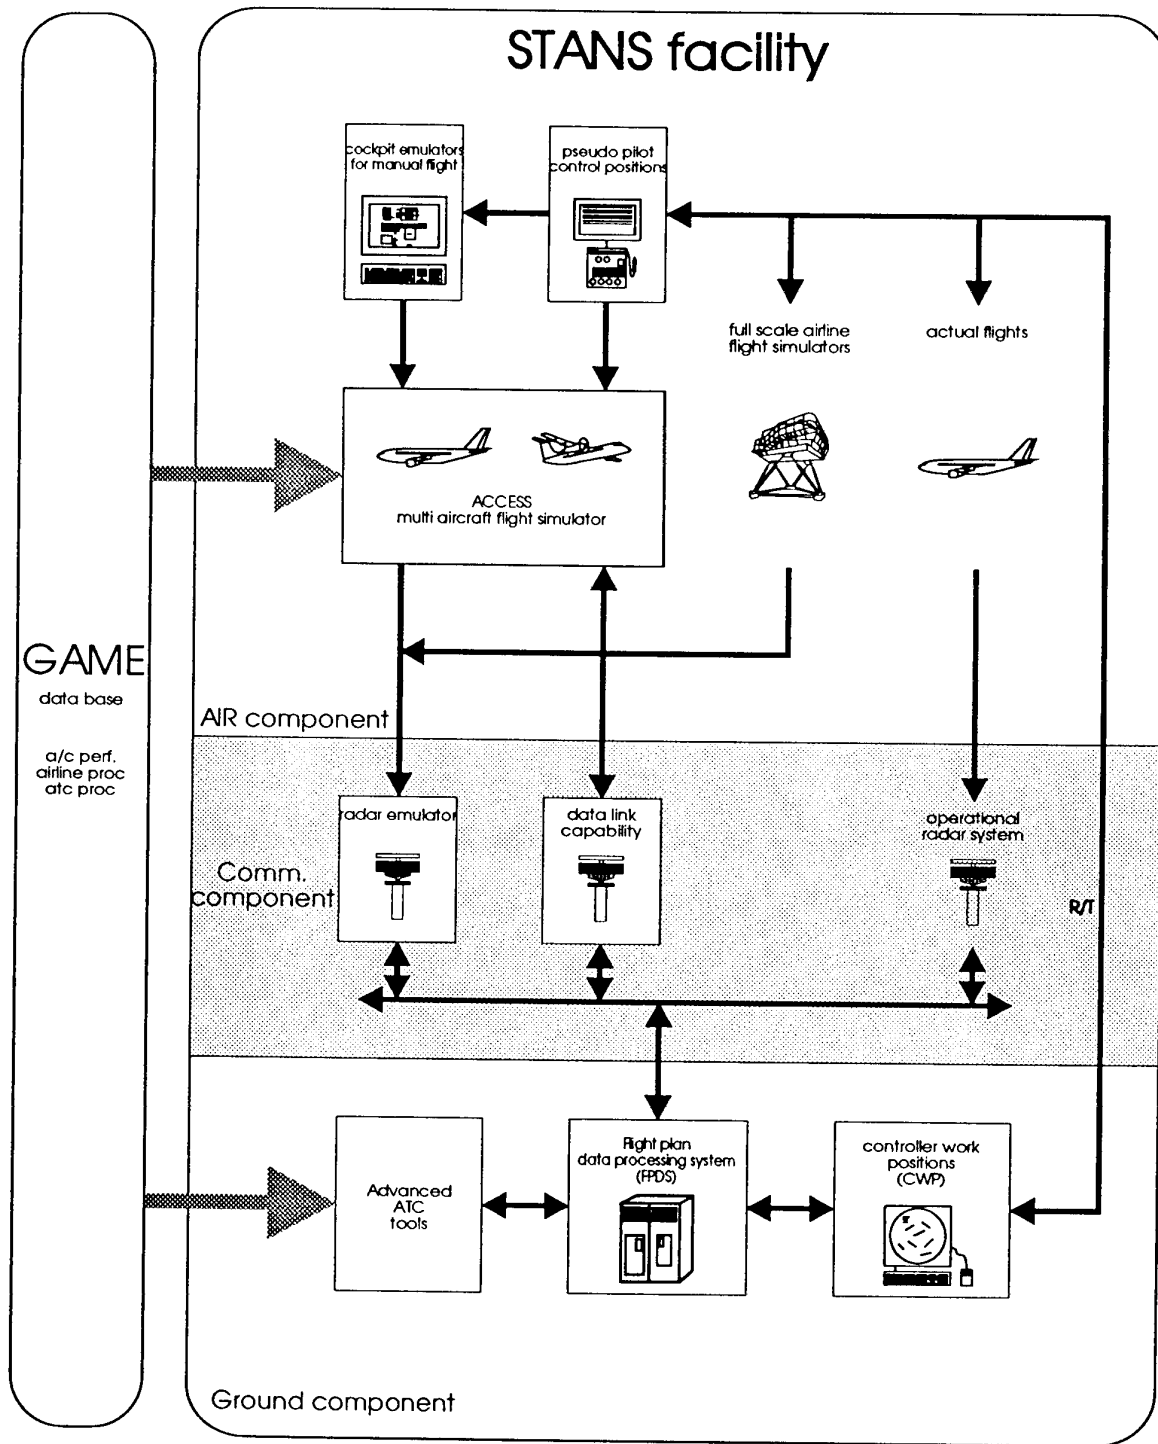 STANS facility
cockpit emulators
for manual flight
pseudo pilot
control positions
full scale airline
flight simulators
actual flights
ACCESS
multi aircraft flight simulator
GAME
data base
a/c perf.
airline proc
atc proc
AIR component
radar emulator
data link
capability
operational
radar system
Comm.
component
R/T
Advanced
ATC
tools
Flight plan
data processing system
(FPDS)
controller work
positions
(CWP)
Ground component